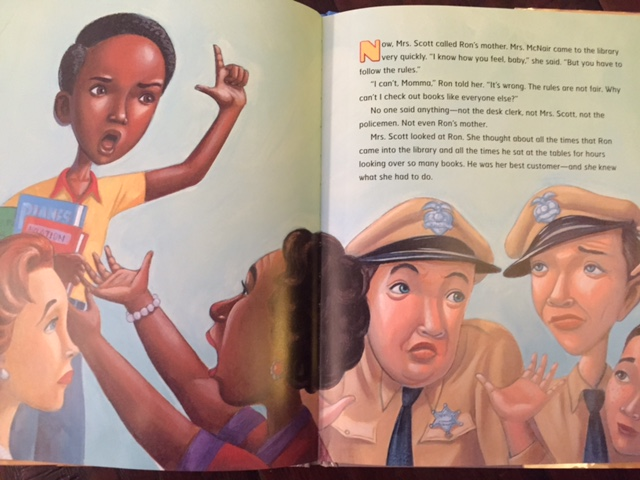 Now, Mrs. Scott called Ron's mother. Mrs. McNair came to the library
very quickly. "I know how you feel, baby," she said. "But you have to
follow the rules."
"I can't, Momma," Ron told her. "It's wrong. The rules are not fair. Why
can't I check out books like everyone else?"
No one said anything—not the desk clerk, not Mrs. Scott, not the
policemen. Not even Ron's mother.
Mrs. Scott looked at Ron. She thought about all the times that Ron
came into the library and all the times he sat at the tables for hours
looking over so many books. He was her best customer—and she knew
what she had to do.
PLANES